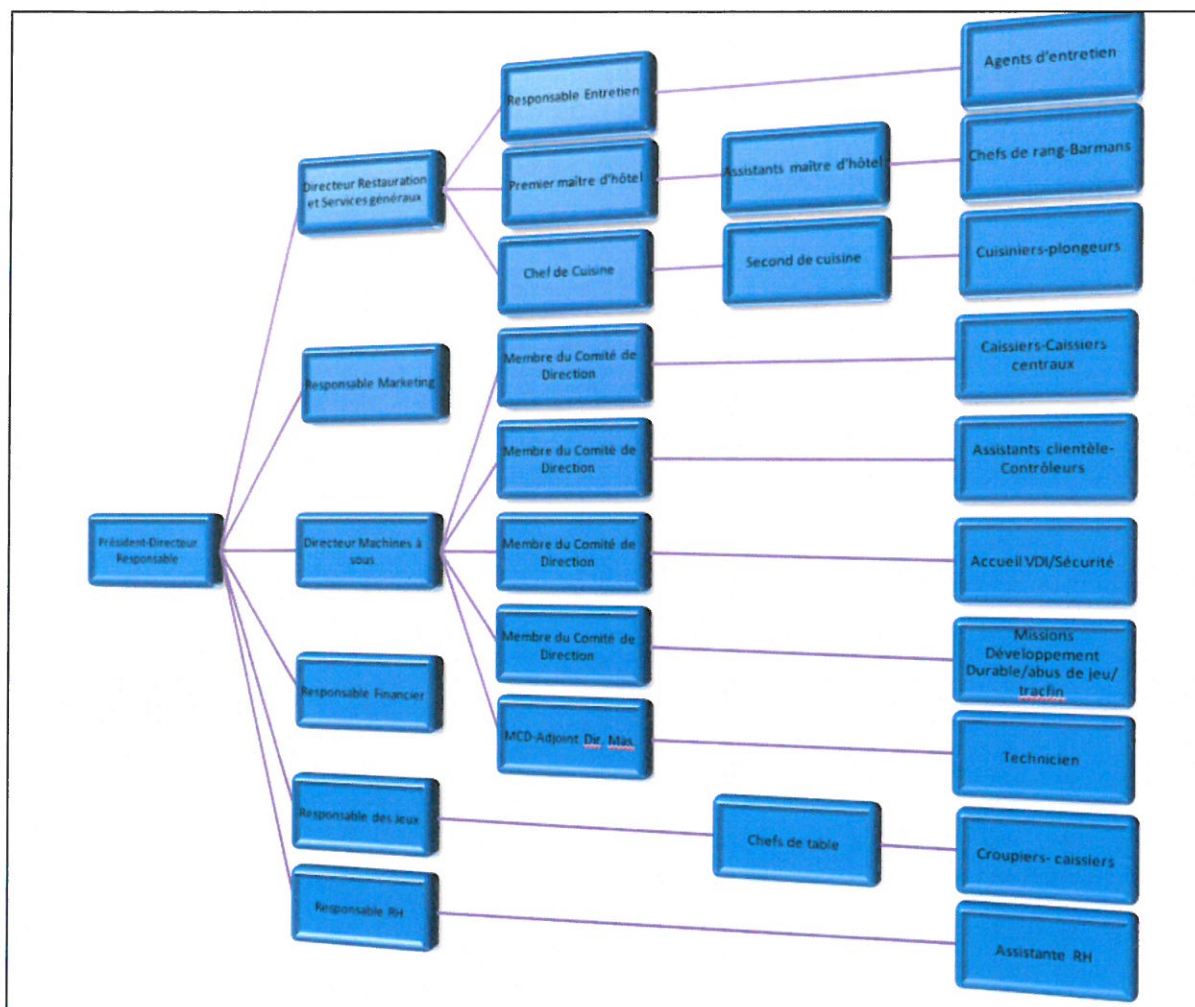 Président-Directeur
Responsable
Directeur Restauration
et Services généraux
Responsable Entretien
Agents d'entretien
Premier maître d'hôtel
Assistants maître d'hôtel
Chefs de rang-Barmans
Chef de Cuisine
Second de cuisine
Cuisiniers-plongeurs
Responsable Marketing
Directeur Machines à
sous
Membre du Comité de
Direction
Caissiers-Caissiers
centraux
Membre du Comité de
Direction
Assistants clientèle-
Contrôleurs
Membre du Comité de
Direction
Accueil VDI/Sécurité
Membre du Comité de
Direction
Missions
Développement
Durable/abus de jeu/
tracfin
MCD-Adjoint Dir. Mas.
Technicien
Responsable Financier
Responsable des Jeux
Chefs de table
Croupiers- caissiers
Responsable RH
Assistante RH